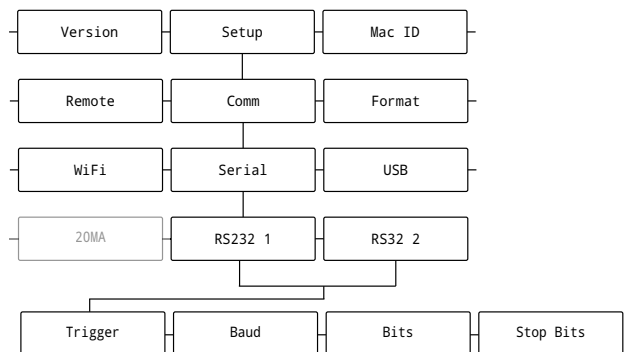 Version
Setup
Mac ID
Remote
Comm
Format
WiFi
Serial
USB
20MA
RS232 1
RS32 2
Trigger
Baud
Bits
Stop Bits